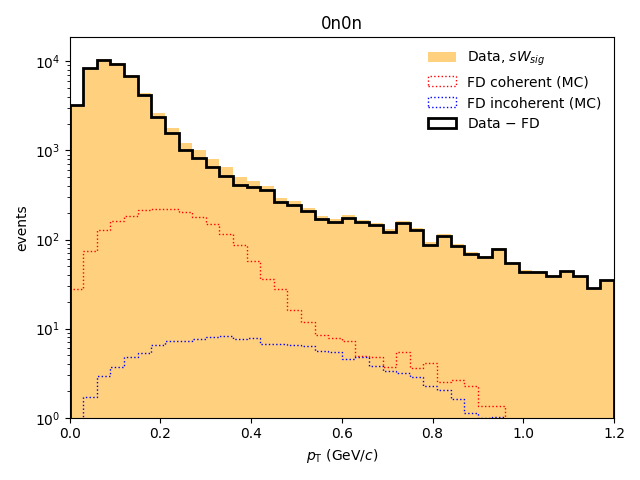 0n0n
Data, sW_sig
FD coherent (MC)
FD incoherent (MC)
Data − FD
events
10^4
10^3
10^2
10^1
10^0
0.0 0.2 0.4 0.6 0.8 1.0 1.2
p_T (GeV/c)